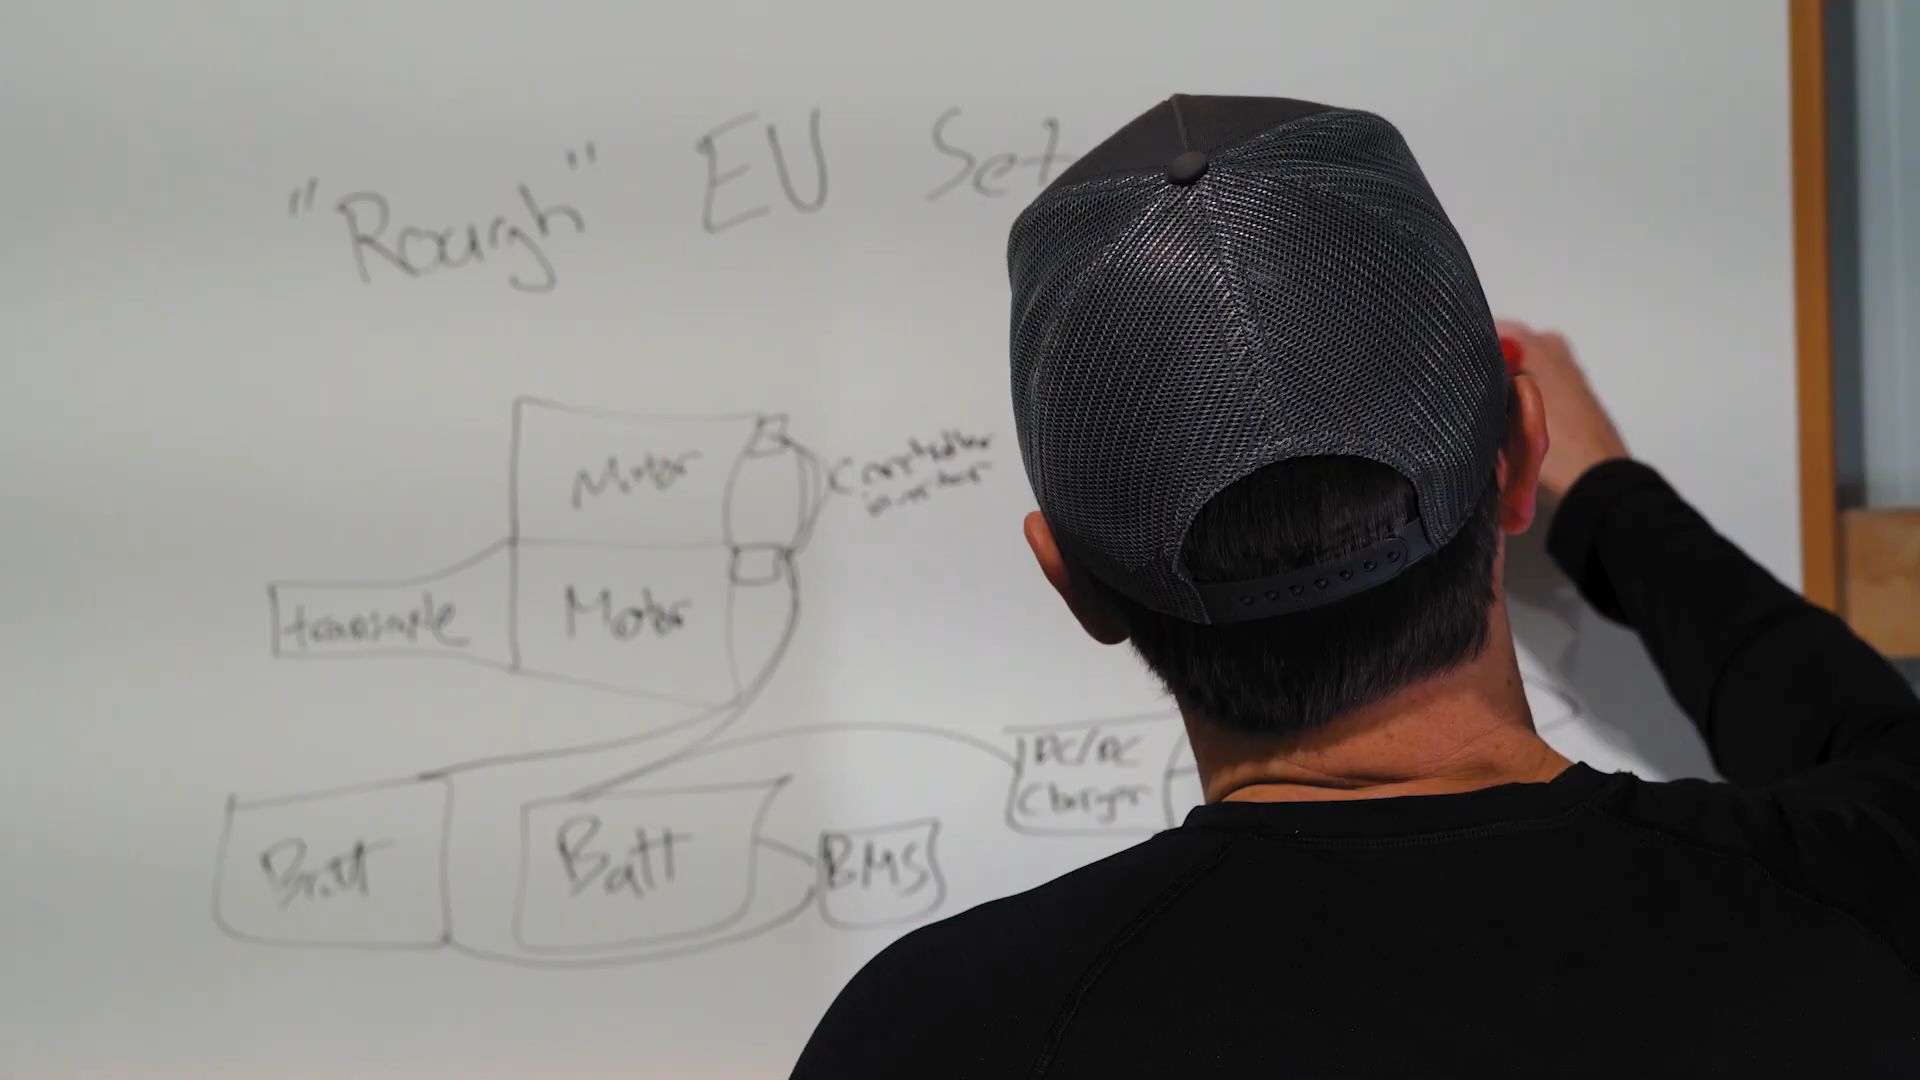 "Rough" EV Set
Motor
Controller
Motor
transaxle
DC/DC
Charger
Batt
Batt
BMS